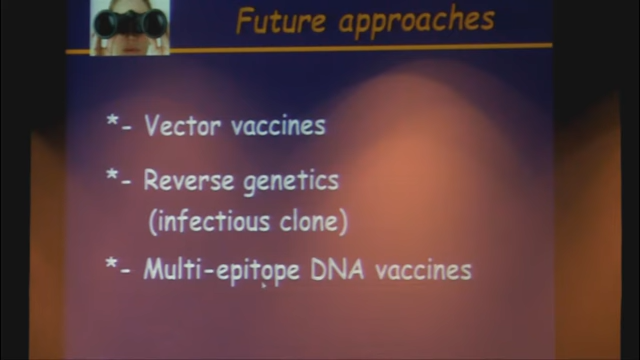 Future approaches
*- Vector vaccines
*- Reverse genetics
(infectious clone)
*- Multi-epitope DNA vaccines